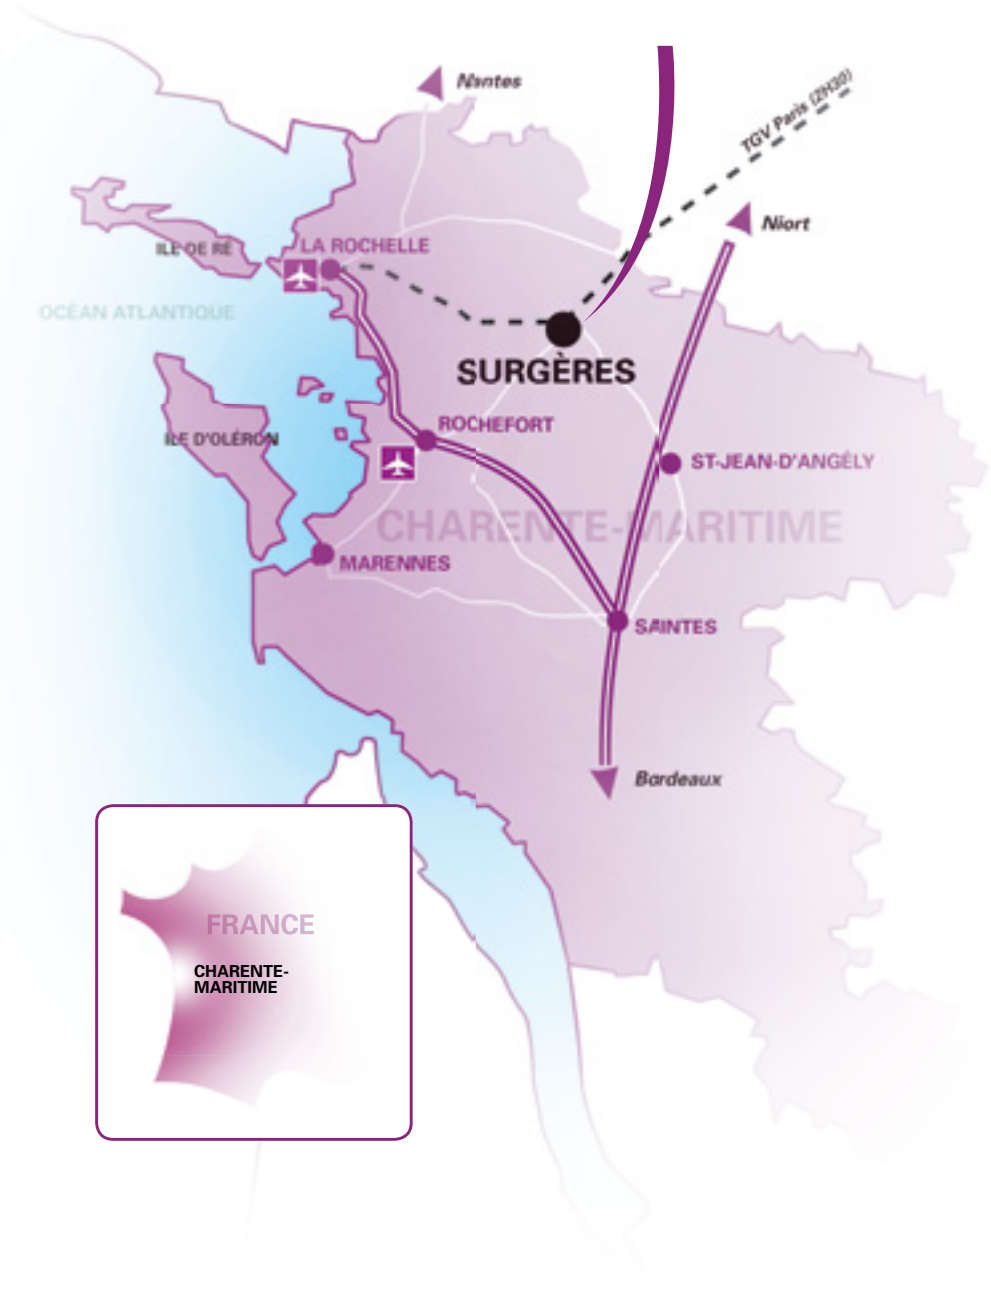 Nantes
TGV Paris (2H30)
Niort
LA ROCHELLE
ILE DE RÉ
OCÉAN ATLANTIQUE
SURGÈRES
ROCHEFORT
ILE D'OLÉRON
ST-JEAN-D'ANGÉLY
CHARENTE-MARITIME
MARENNES
SAINTES
Bordeaux
FRANCE
CHARENTE-
MARITIME